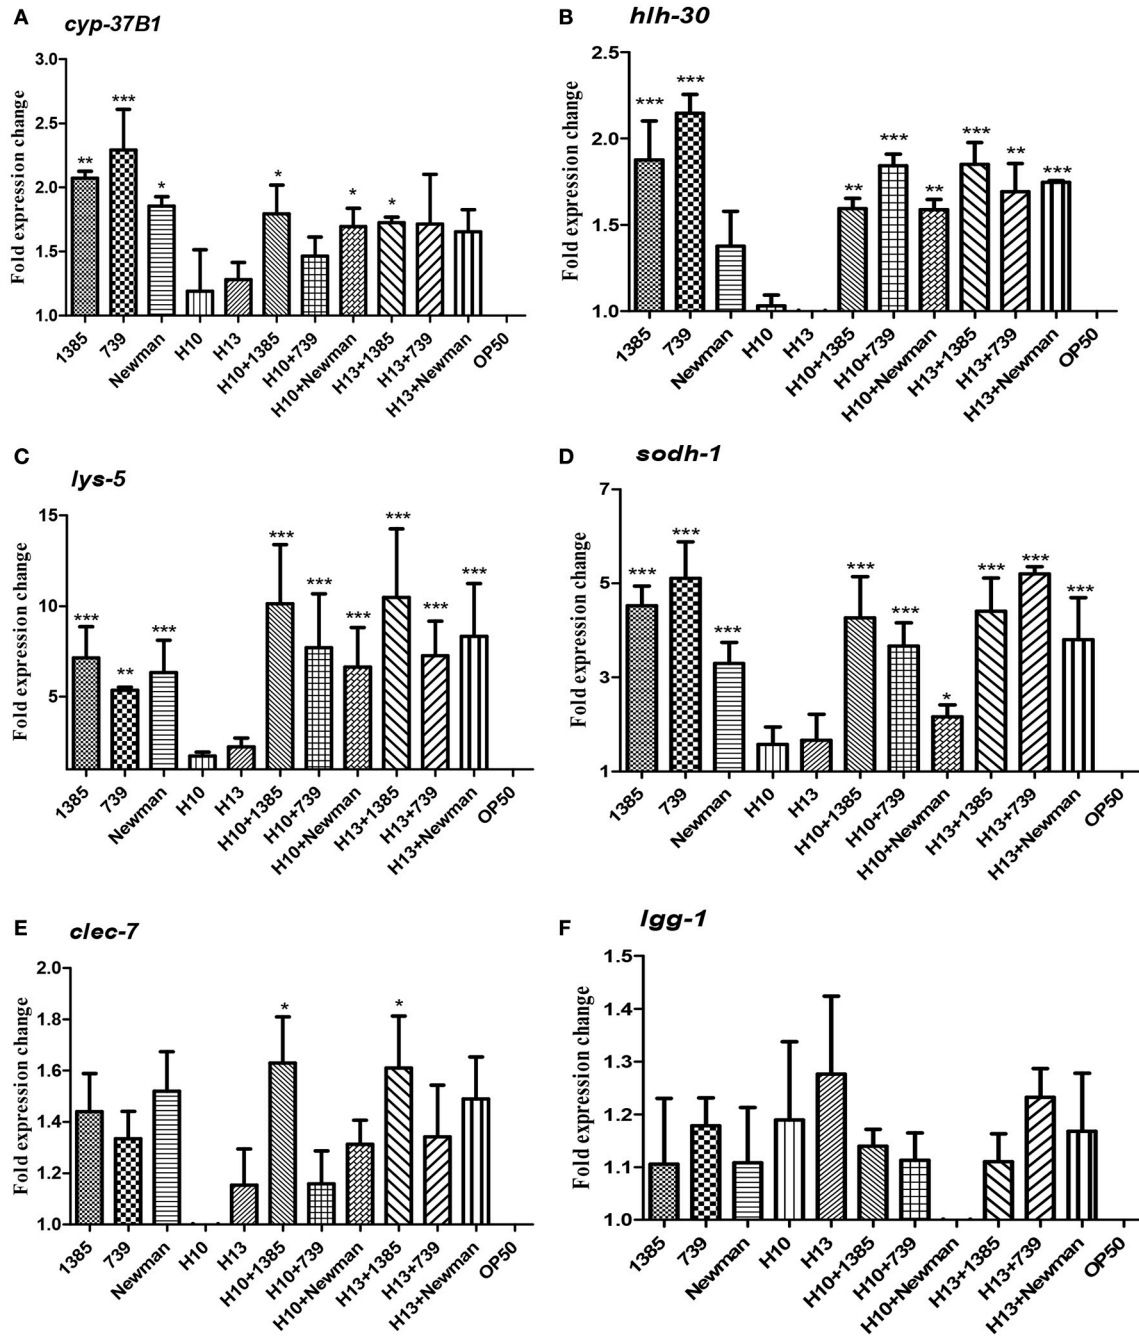 A
cyp-37B1
Fold expression change
3.0
2.5
2.0
1.5
1.0
** *** * * * *
1385 739 Newman H10 H13 H10+1385 H10+739 H10+Newman H13+1385 H13+739 H13+Newman OP50
B
hlh-30
Fold expression change
2.5
2.0
1.5
1.0
*** *** ** *** ** *** ** ***
1385 739 Newman H10 H13 H10+1385 H10+739 H10+Newman H13+1385 H13+739 H13+Newman OP50
C
lys-5
Fold expression change
15
10
5
*** ** *** *** *** *** *** *** ***
1385 739 Newman H10 H13 H10+1385 H10+739 H10+Newman H13+1385 H13+739 H13+Newman OP50
D
sodh-1
Fold expression change
7
5
3
1
*** *** *** *** *** * *** *** ***
1385 739 Newman H10 H13 H10+1385 H10+739 H10+Newman H13+1385 H13+739 H13+Newman OP50
E
clec-7
Fold expression change
2.0
1.8
1.6
1.4
1.2
1.0
* *
1385 739 Newman H10 H13 H10+1385 H10+739 H10+Newman H13+1385 H13+739 H13+Newman OP50
F
lgg-1
Fold expression change
1.5
1.4
1.3
1.2
1.1
1.0
1385 739 Newman H10 H13 H10+1385 H10+739 H10+Newman H13+1385 H13+739 H13+Newman OP50